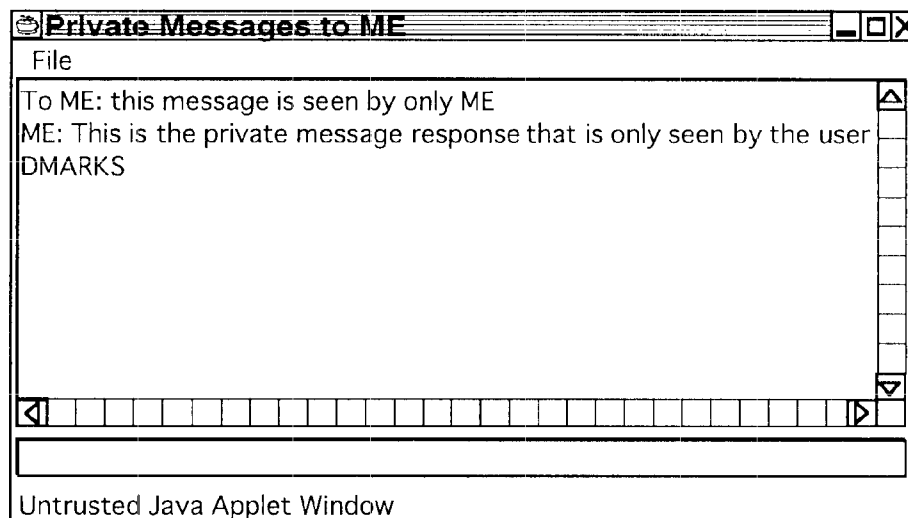 Private Messages to ME
File
To ME: this message is seen by only ME
ME: This is the private message response that is only seen by the user
DMARKS
Untrusted Java Applet Window